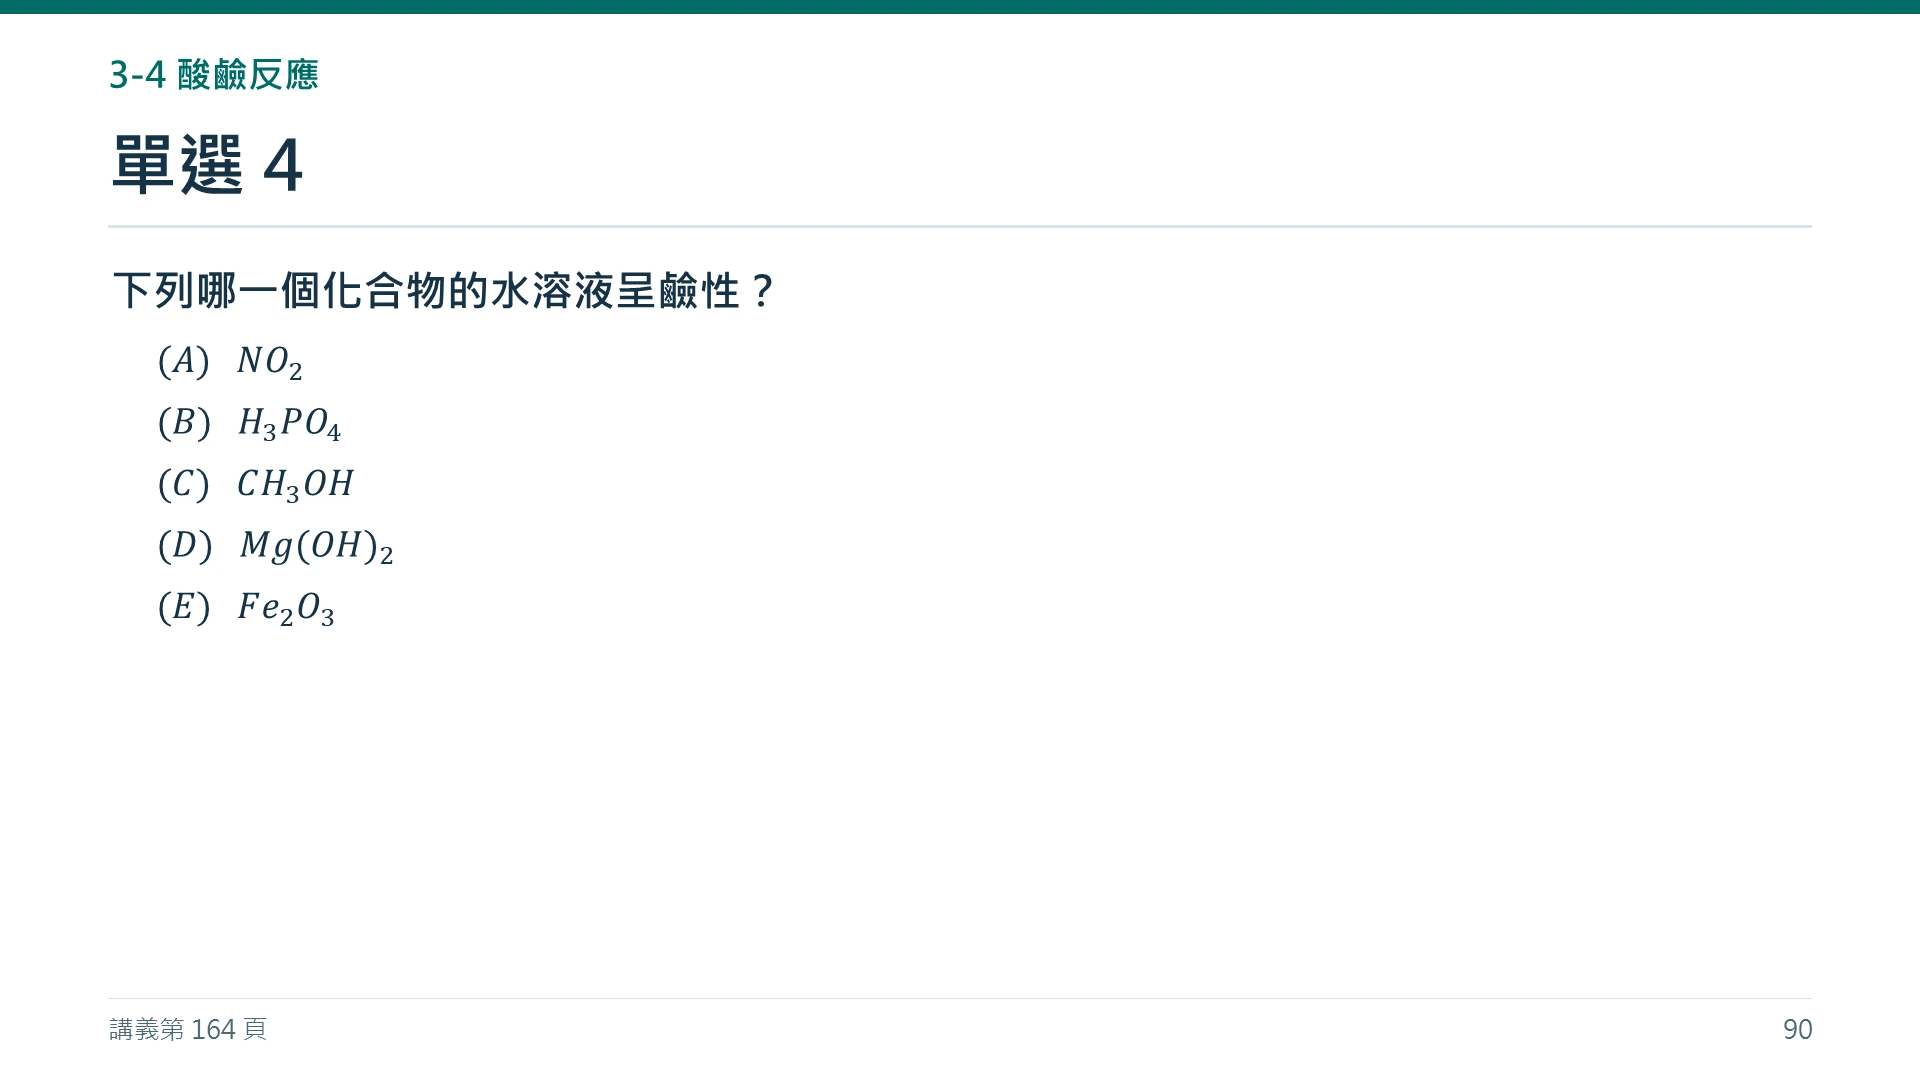 3-4 酸鹼反應
單選 4
下列哪一個化合物的水溶液呈鹼性？
(A) NO₂
(B) H₃PO₄
(C) CH₃OH
(D) Mg(OH)₂
(E) Fe₂O₃
講義第 164 頁
90